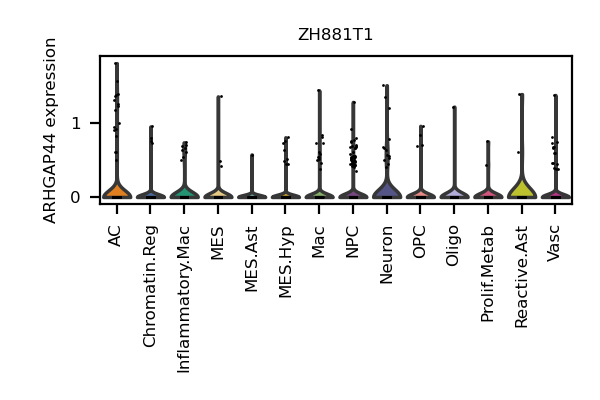 ZH881T1
ARHGAP44 expression
1
0
AC
Chromatin.Reg
Inflammatory.Mac
MES
MES.Ast
MES.Hyp
Mac
NPC
Neuron
OPC
Oligo
Prolif.Metab
Reactive.Ast
Vasc